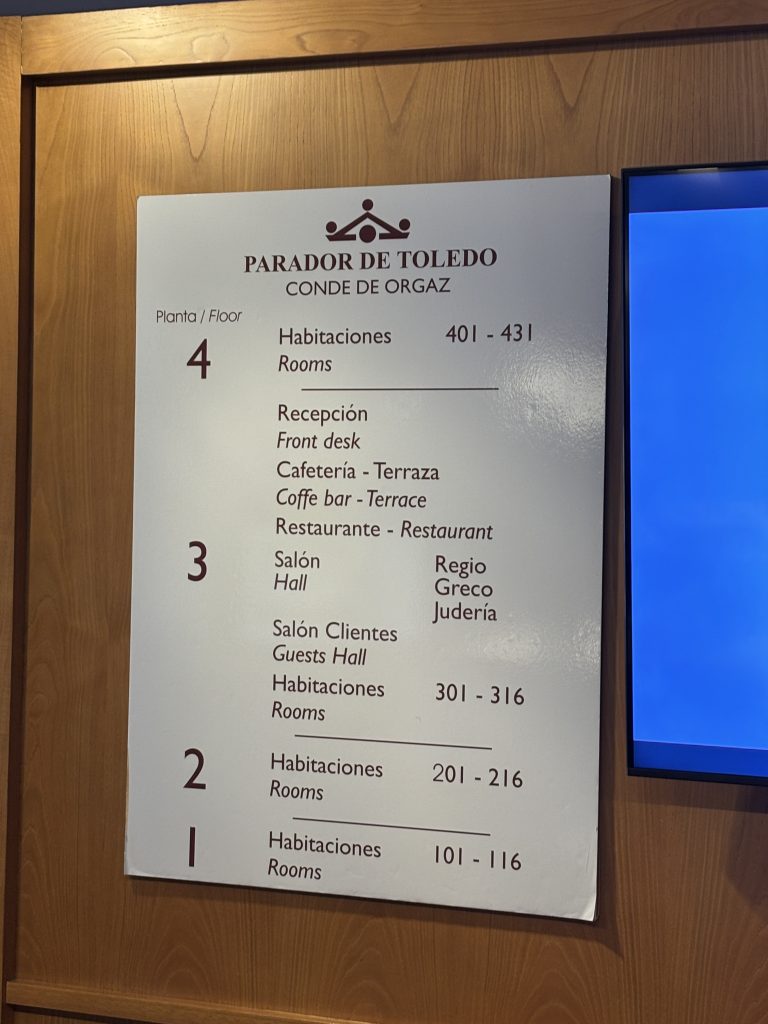 PARADOR DE TOLEDO
CONDE DE ORGAZ
Planta / Floor
4 Habitaciones 401 - 431
Rooms
Recepción
Front desk
Cafetería - Terraza
Coffe bar - Terrace
Restaurante - Restaurant
3 Salón Regio
Hall Greco
Judería
Salón Clientes
Guests Hall
Habitaciones 301 - 316
Rooms
2 Habitaciones 201 - 216
Rooms
1 Habitaciones 101 - 116
Rooms